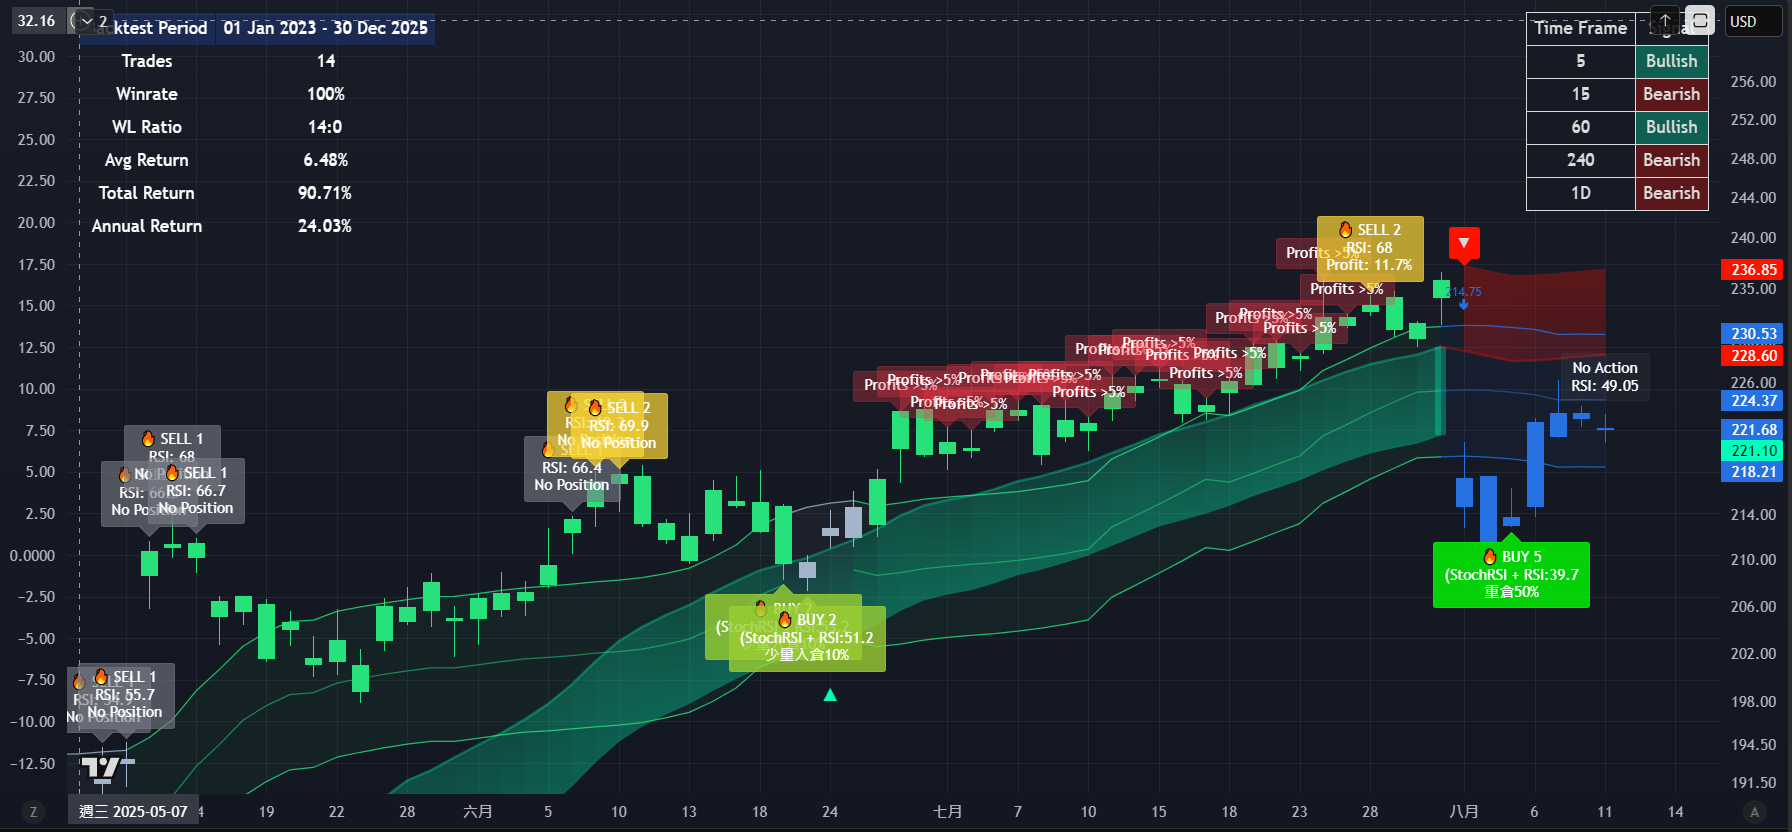 32.16
2
acktest Period 01 Jan 2023 - 30 Dec 2025
Trades 14
Winrate 100%
WL Ratio 14:0
Avg Return 6.48%
Total Return 90.71%
Annual Return 24.03%
Time Frame
5 Bullish
15 Bearish
60 Bullish
240 Bearish
1D Bearish
USD
30.00
27.50
25.00
22.50
20.00
17.50
15.00
12.50
10.00
7.50
5.00
2.50
0.0000
−2.50
−5.00
−7.50
−10.00
−12.50
256.00
252.00
248.00
244.00
240.00
236.85
235.00
230.53
228.60
226.00
224.37
221.68
221.10
218.21
214.00
210.00
206.00
202.00
198.00
194.50
191.50
SELL 1
RSI: 55.7
No Position
SELL 1
RSI: 68
SELL 1
RSI: 66.7
No Position
No Po
RSI: 66.4
No Position
SELL 2
RSI: 69.9
No Position
BUY 2
(StochRSI + RSI:51.2
少量入倉10%
Profits >5%
Profits >5%
Profits >5%
Profits >5%
Profits >5%
Profits >5%
Profits >5%
Profits >5%
Profits >5%
Profits >5%
SELL 2
RSI: 68
Profit: 11.7%
No Action
RSI: 49.05
BUY 5
(StochRSI + RSI:39.7
重倉50%
Z
週三 2025-05-07
4
19
22
28
六月
5
10
13
18
24
七月
7
10
15
18
23
28
八月
6
11
14
A